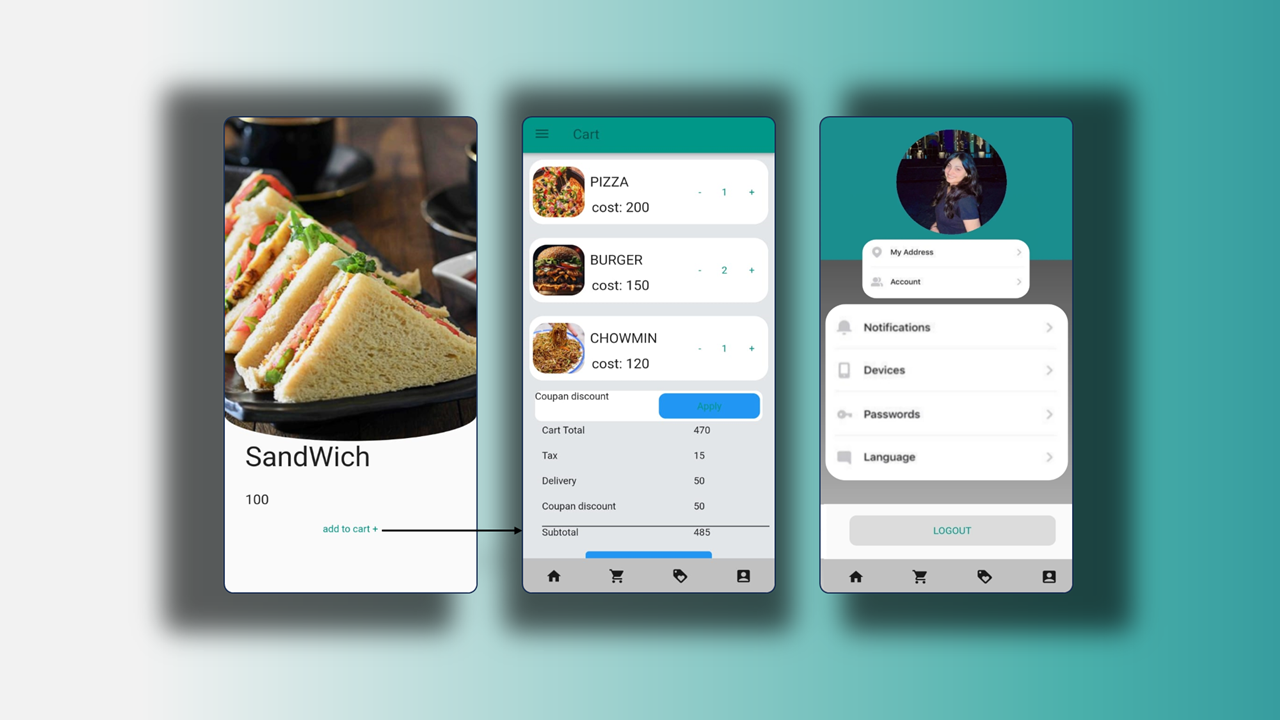 SandWich
100
add to cart +
Cart
PIZZA
cost: 200
- 1 +
BURGER
cost: 150
- 2 +
CHOWMIN
cost: 120
- 1 +
Coupan discount
Apply
Cart Total 470
Tax 15
Delivery 50
Coupan discount 50
Subtotal 485
My Address
Account
Notifications
Devices
Passwords
Language
LOGOUT